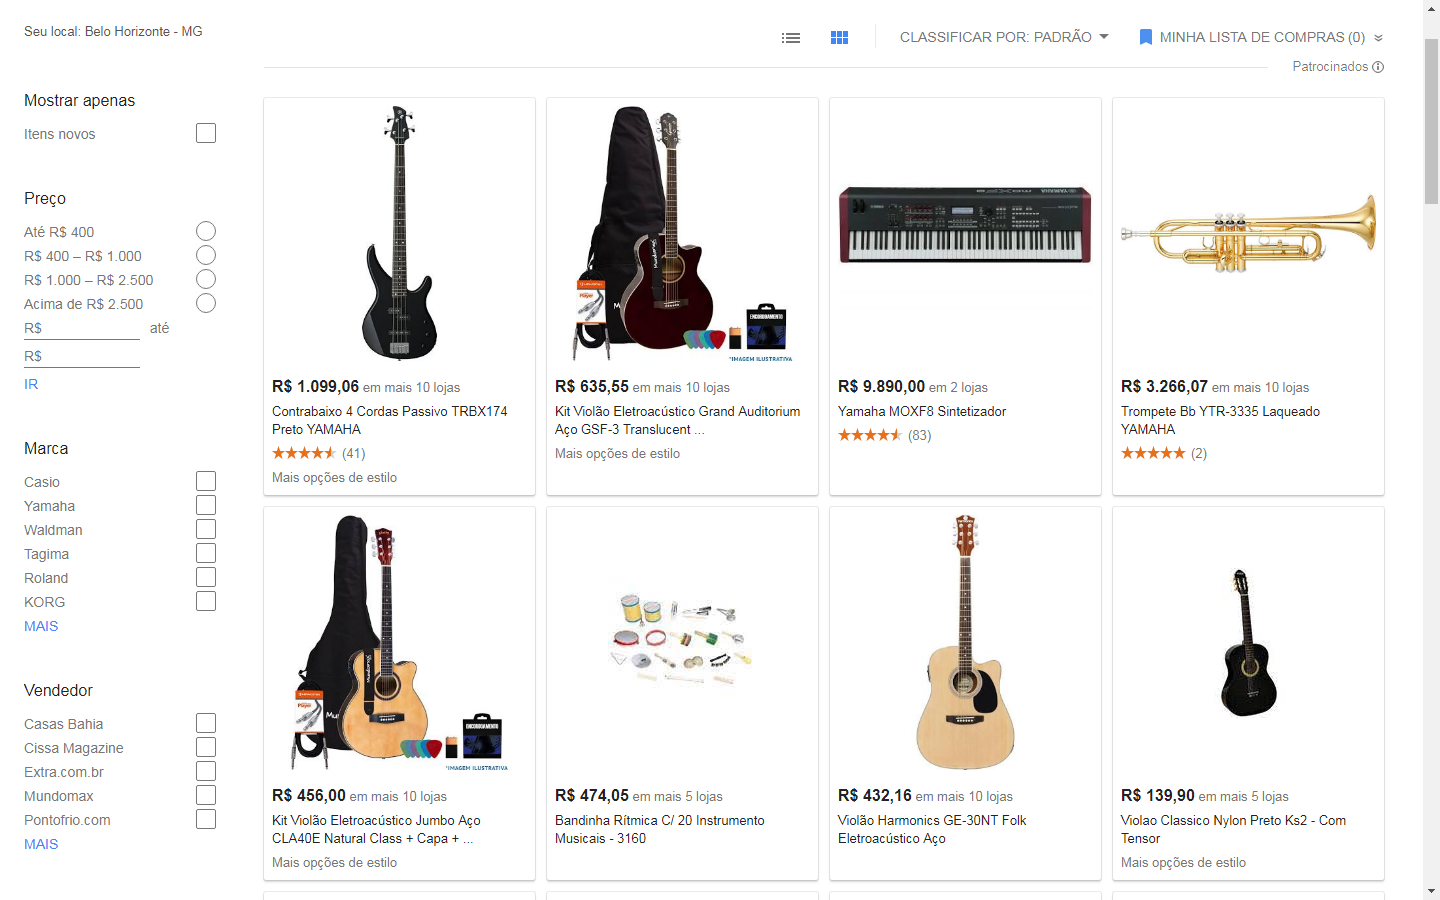 Seu local: Belo Horizonte - MG
CLASSIFICAR POR: PADRÃO
MINHA LISTA DE COMPRAS (0)
Patrocinados
Mostrar apenas
Itens novos
Preço
Até R$ 400
R$ 400 – R$ 1.000
R$ 1.000 – R$ 2.500
Acima de R$ 2.500
R$ até
R$
IR
Marca
Casio
Yamaha
Waldman
Tagima
Roland
KORG
MAIS
Vendedor
Casas Bahia
Cissa Magazine
Extra.com.br
Mundomax
Pontofrio.com
MAIS
R$ 1.099,06 em mais 10 lojas
Contrabaixo 4 Cordas Passivo TRBX174
Preto YAMAHA
(41)
Mais opções de estilo
ENCORDOAMENTO
*IMAGEM ILUSTRATIVA
R$ 635,55 em mais 10 lojas
Kit Violão Eletroacústico Grand Auditorium
Aço GSF-3 Translucent ...
Mais opções de estilo
R$ 9.890,00 em 2 lojas
Yamaha MOXF8 Sintetizador
(83)
R$ 3.266,07 em mais 10 lojas
Trompete Bb YTR-3335 Laqueado
YAMAHA
(2)
ENCORDOAMENTO
*IMAGEM ILUSTRATIVA
R$ 456,00 em mais 10 lojas
Kit Violão Eletroacústico Jumbo Aço
CLA40E Natural Class + Capa + ...
Mais opções de estilo
R$ 474,05 em mais 5 lojas
Bandinha Rítmica C/ 20 Instrumento
Musicais - 3160
R$ 432,16 em mais 10 lojas
Violão Harmonics GE-30NT Folk
Eletroacústico Aço
R$ 139,90 em mais 5 lojas
Violao Classico Nylon Preto Ks2 - Com
Tensor
Mais opções de estilo